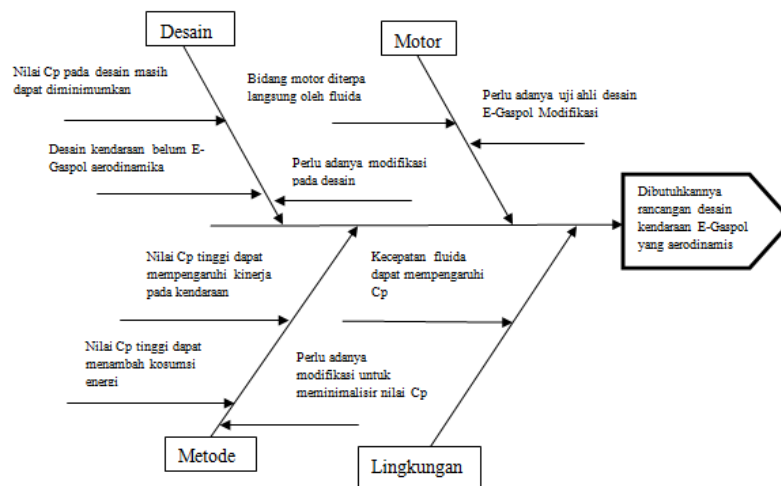 Desain
Motor
Nilai Cp pada desain masih
dapat diminimumkan
Bidang motor diterpa
langsung oleh fluida
Perlu adanya uji ahli desain
E-Gaspol Modifikasi
Desain kendaraan belum E-
Gaspol aerodinamika
Perlu adanya modifikasi
pada desain
Dibutuhkannya
rancangan desain
kendaraan E-Gaspol
yang aerodinamis
Nilai Cp tinggi dapat
mempengaruhi kinerja
pada kendaraan
Kecepatan fluida
dapat mempengaruhi
Cp
Nilai Cp tinggi dapat
menambah kosumsi
energi
Perlu adanya
modifikasi untuk
meminimalisir nilai Cp
Metode
Lingkungan